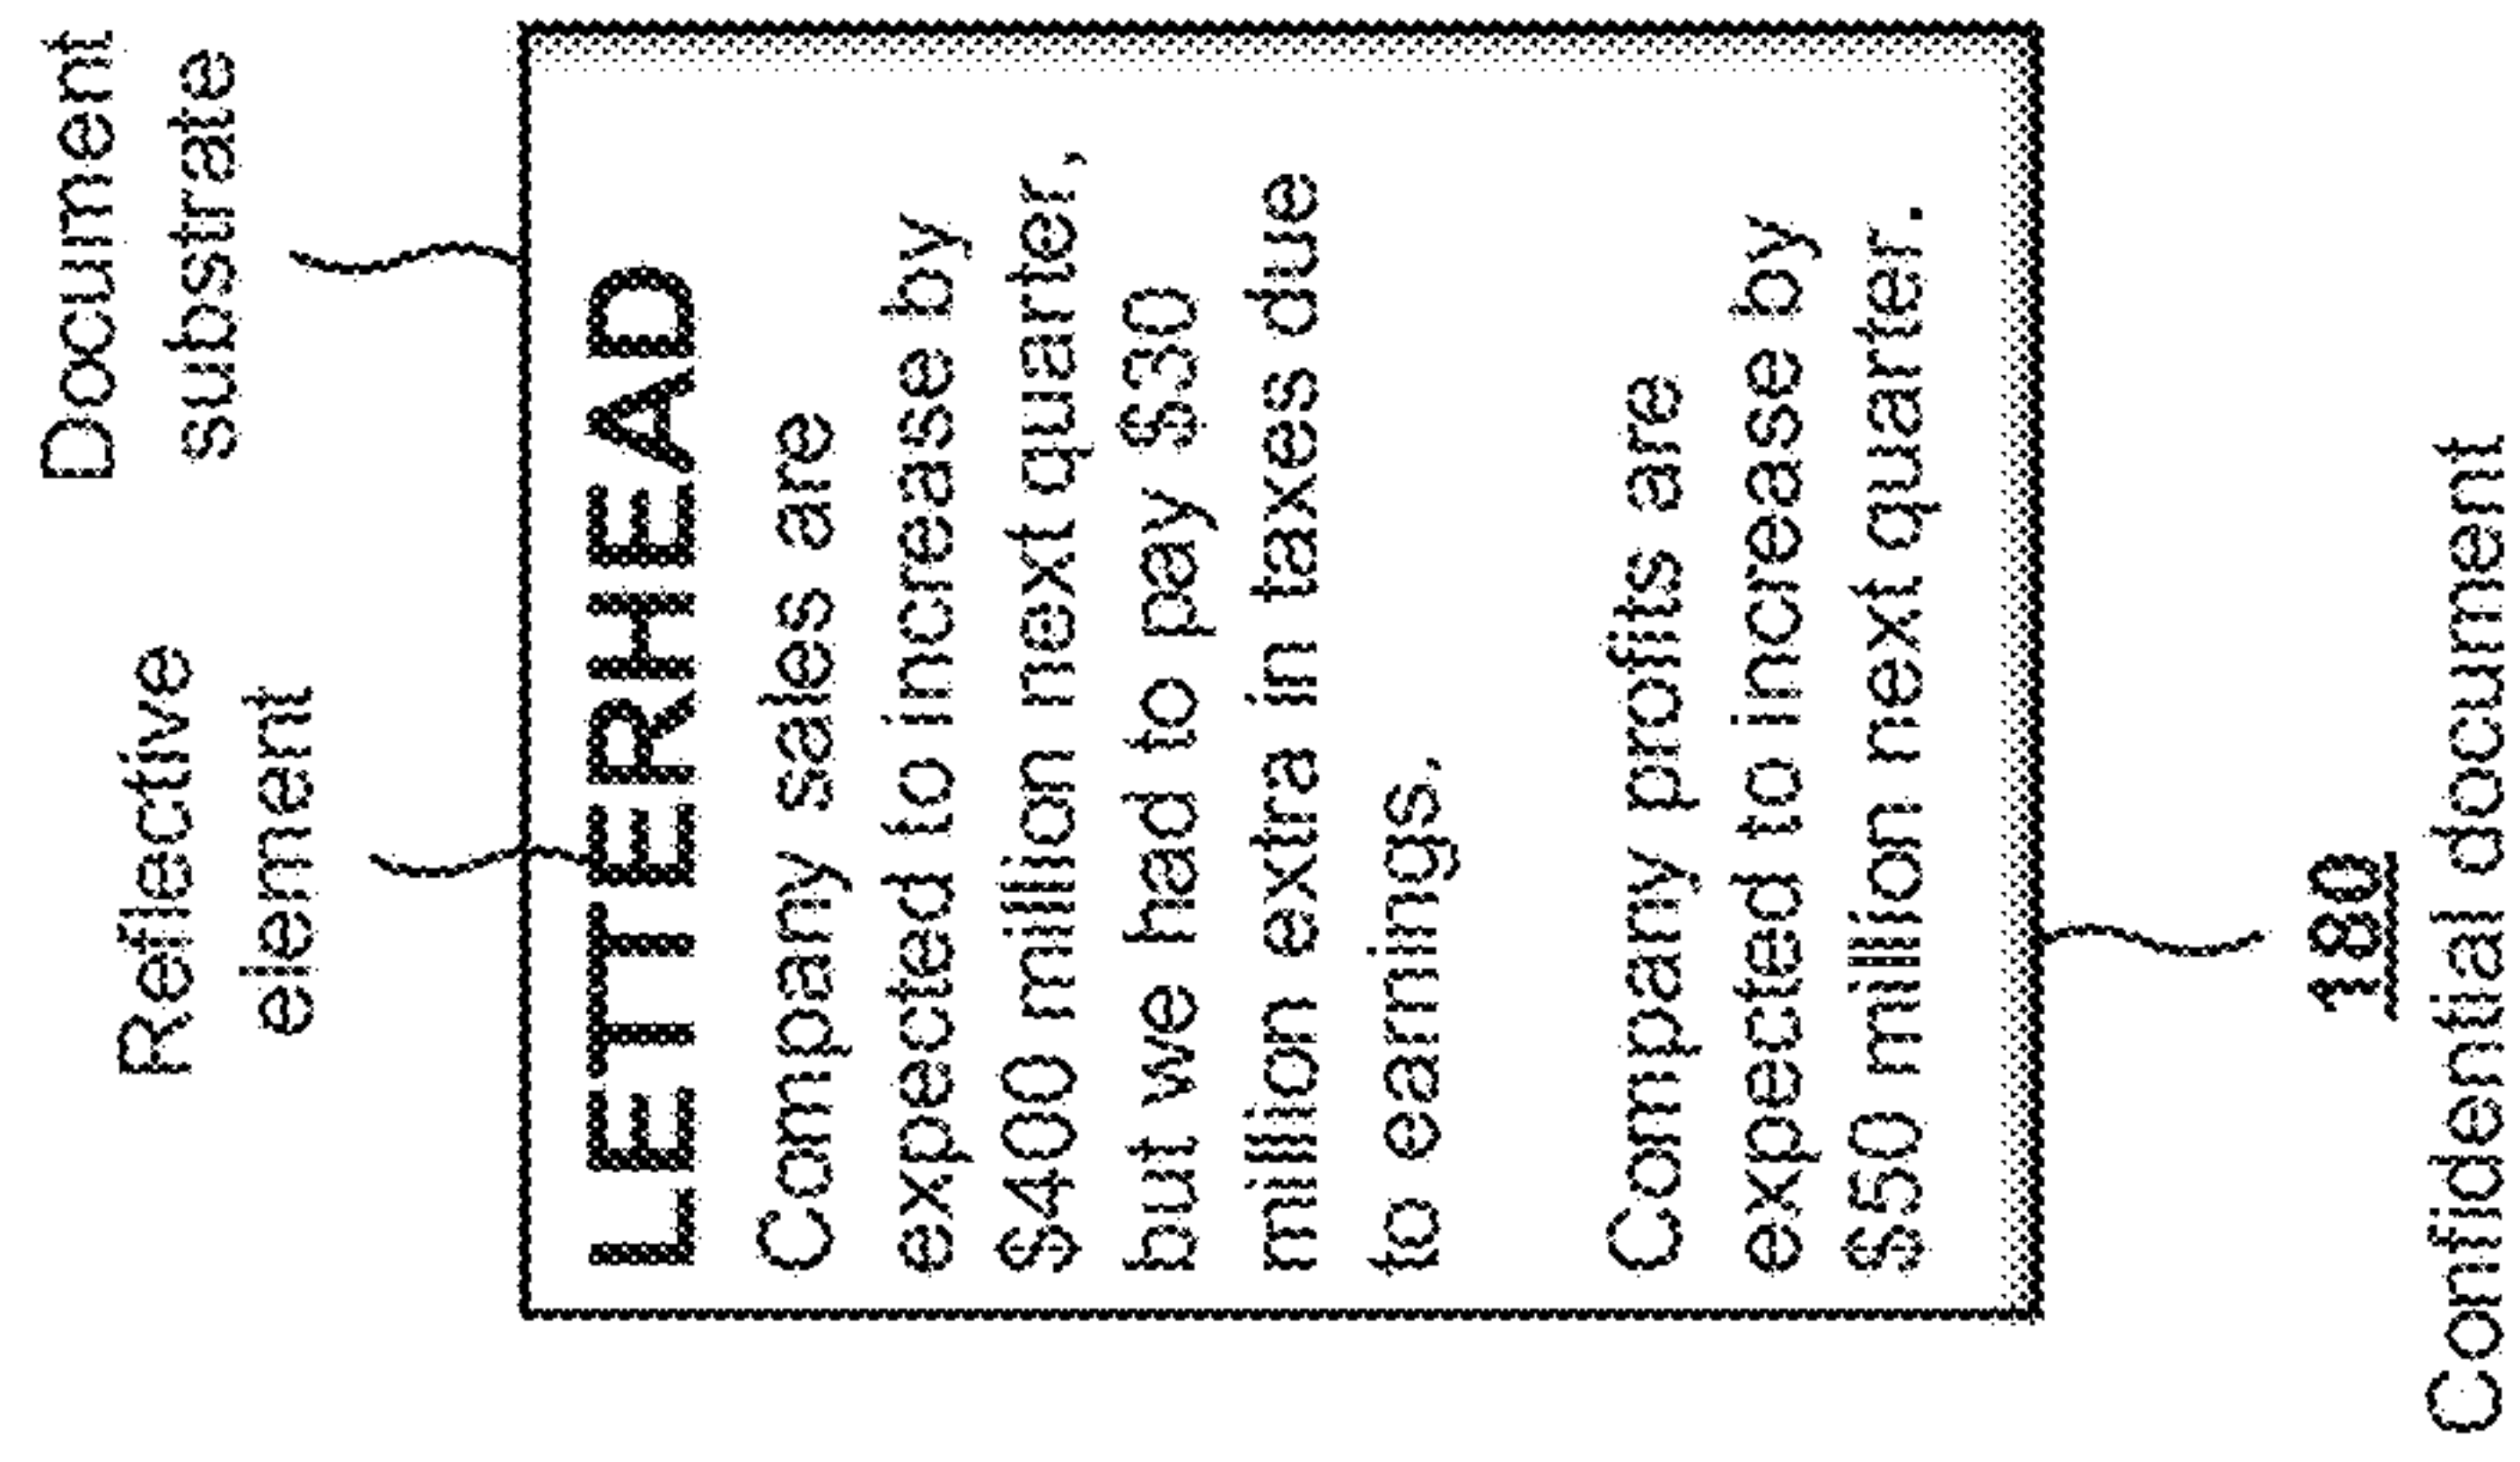 Document
substrate
Reflective
element
LETTERHEAD
Company sales are
expected to increase by
$400 million next quarter,
but we had to pay $30
million extra in taxes due
to earnings.
Company profits are
expected to increase by
$50 million next quarter.
180
Confidential document